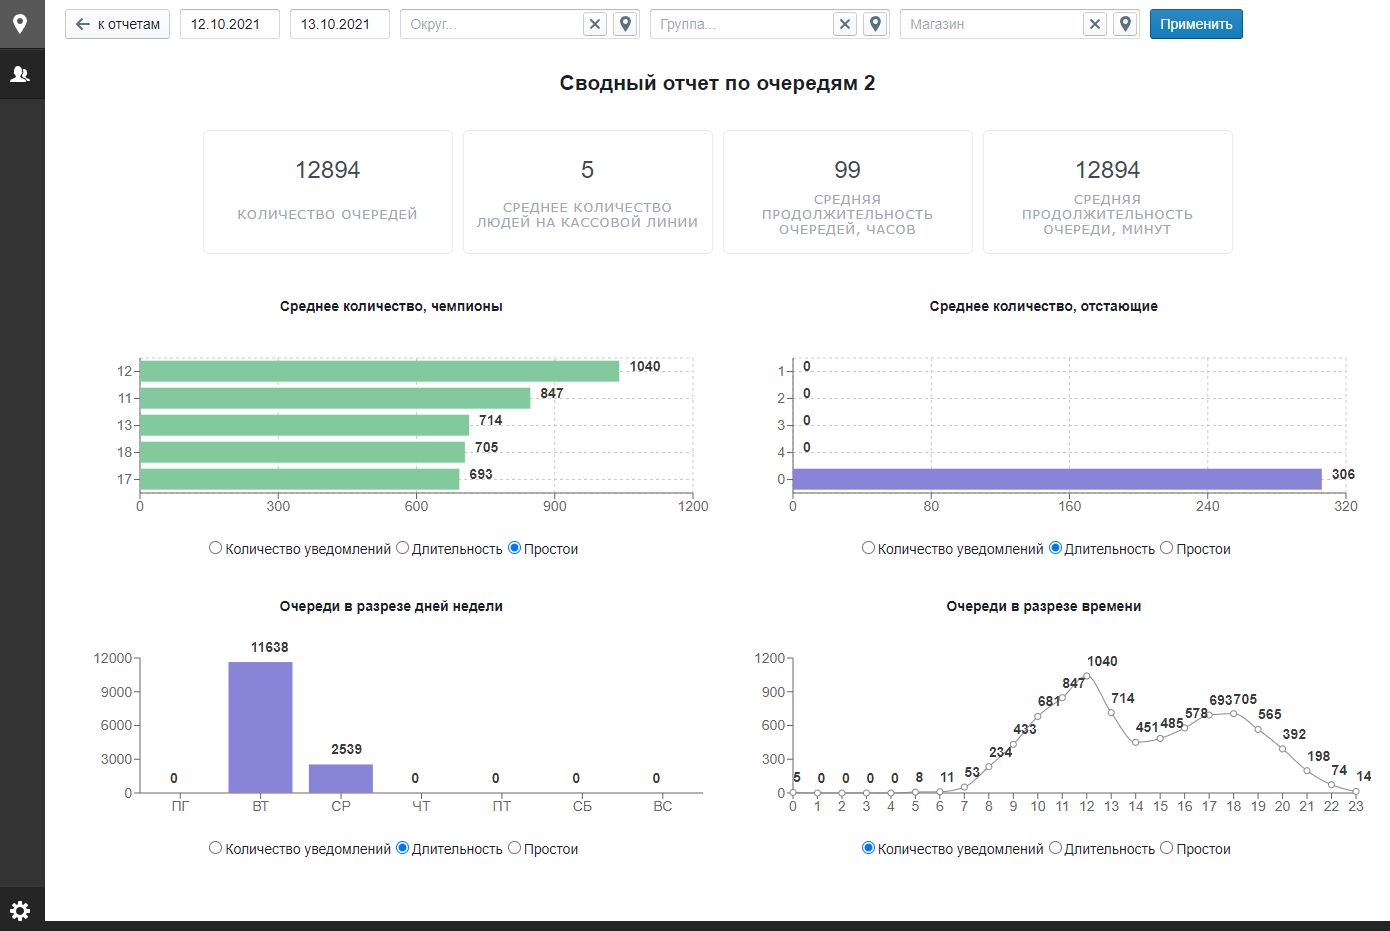 к отчетам 12.10.2021 13.10.2021 Округ... Группа... Магазин Применить
Сводный отчет по очередям 2
12894
КОЛИЧЕСТВО ОЧЕРЕДЕЙ
5
СРЕДНЕЕ КОЛИЧЕСТВО
ЛЮДЕЙ НА КАССОВОЙ ЛИНИИ
99
СРЕДНЯЯ
ПРОДОЛЖИТЕЛЬНОСТЬ
ОЧЕРЕДЕЙ, ЧАСОВ
12894
СРЕДНЯЯ
ПРОДОЛЖИТЕЛЬНОСТЬ
ОЧЕРЕДИ, МИНУТ
Среднее количество, чемпионы
12 1040
11 847
13 714
18 705
17 693
0 300 600 900 1200
Количество уведомлений Длительность Простои
Среднее количество, отстающие
1 0
2 0
3 0
4 0
0 306
0 80 160 240 320
Количество уведомлений Длительность Простои
Очереди в разрезе дней недели
12000
9000
6000
3000
0
0 11638 2539 0 0 0 0
ПГ ВТ СР ЧТ ПТ СБ ВС
Количество уведомлений Длительность Простои
Очереди в разрезе времени
1200
900
600
300
0
5 0 0 0 0 8 11 53 234 433 681 847 1040 714 451 485 578 693 705 565 392 198 74 14
0 1 2 3 4 5 6 7 8 9 10 11 12 13 14 15 16 17 18 19 20 21 22 23
Количество уведомлений Длительность Простои